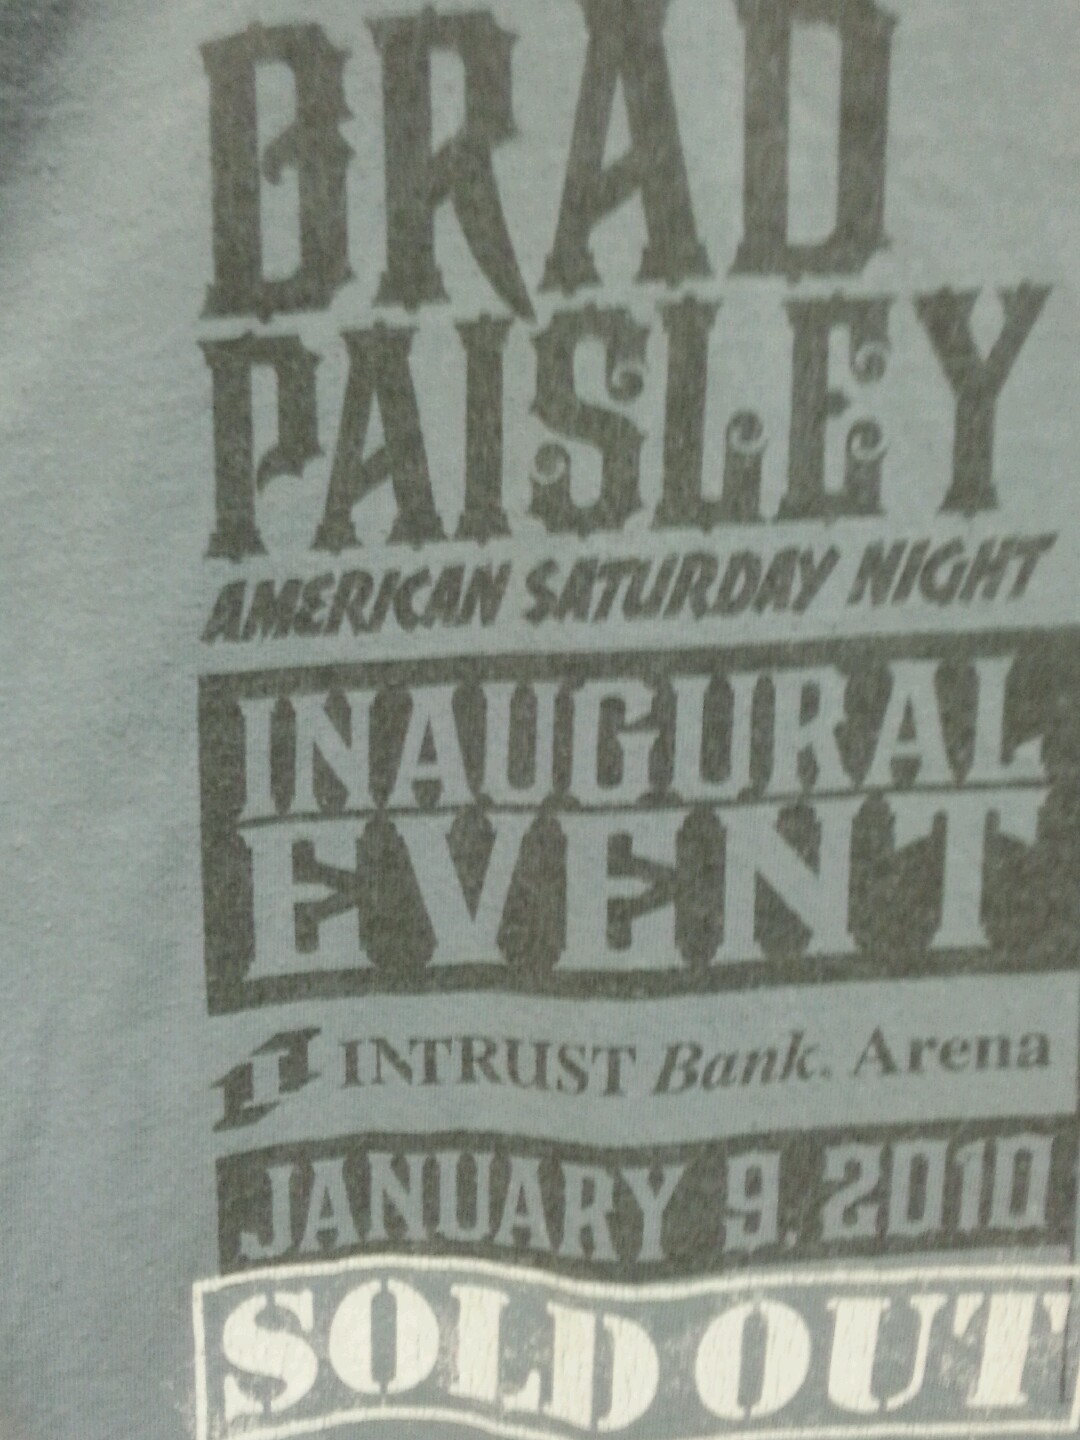 BRAD
PAISLEY
AMERICAN SATURDAY NIGHT
INAUGURAL
EVENT
INTRUST Bank. Arena
JANUARY 9, 2010
SOLD OUT